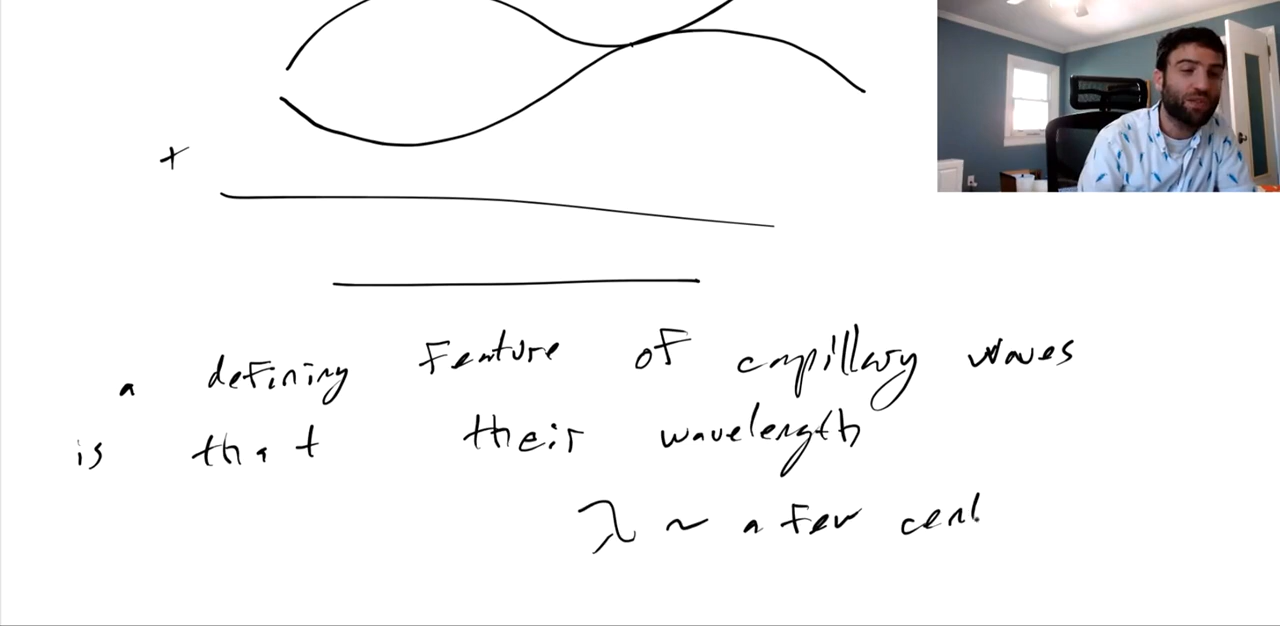 +
a defining feature of capillary waves
is that their wavelength
λ ~ a few cent